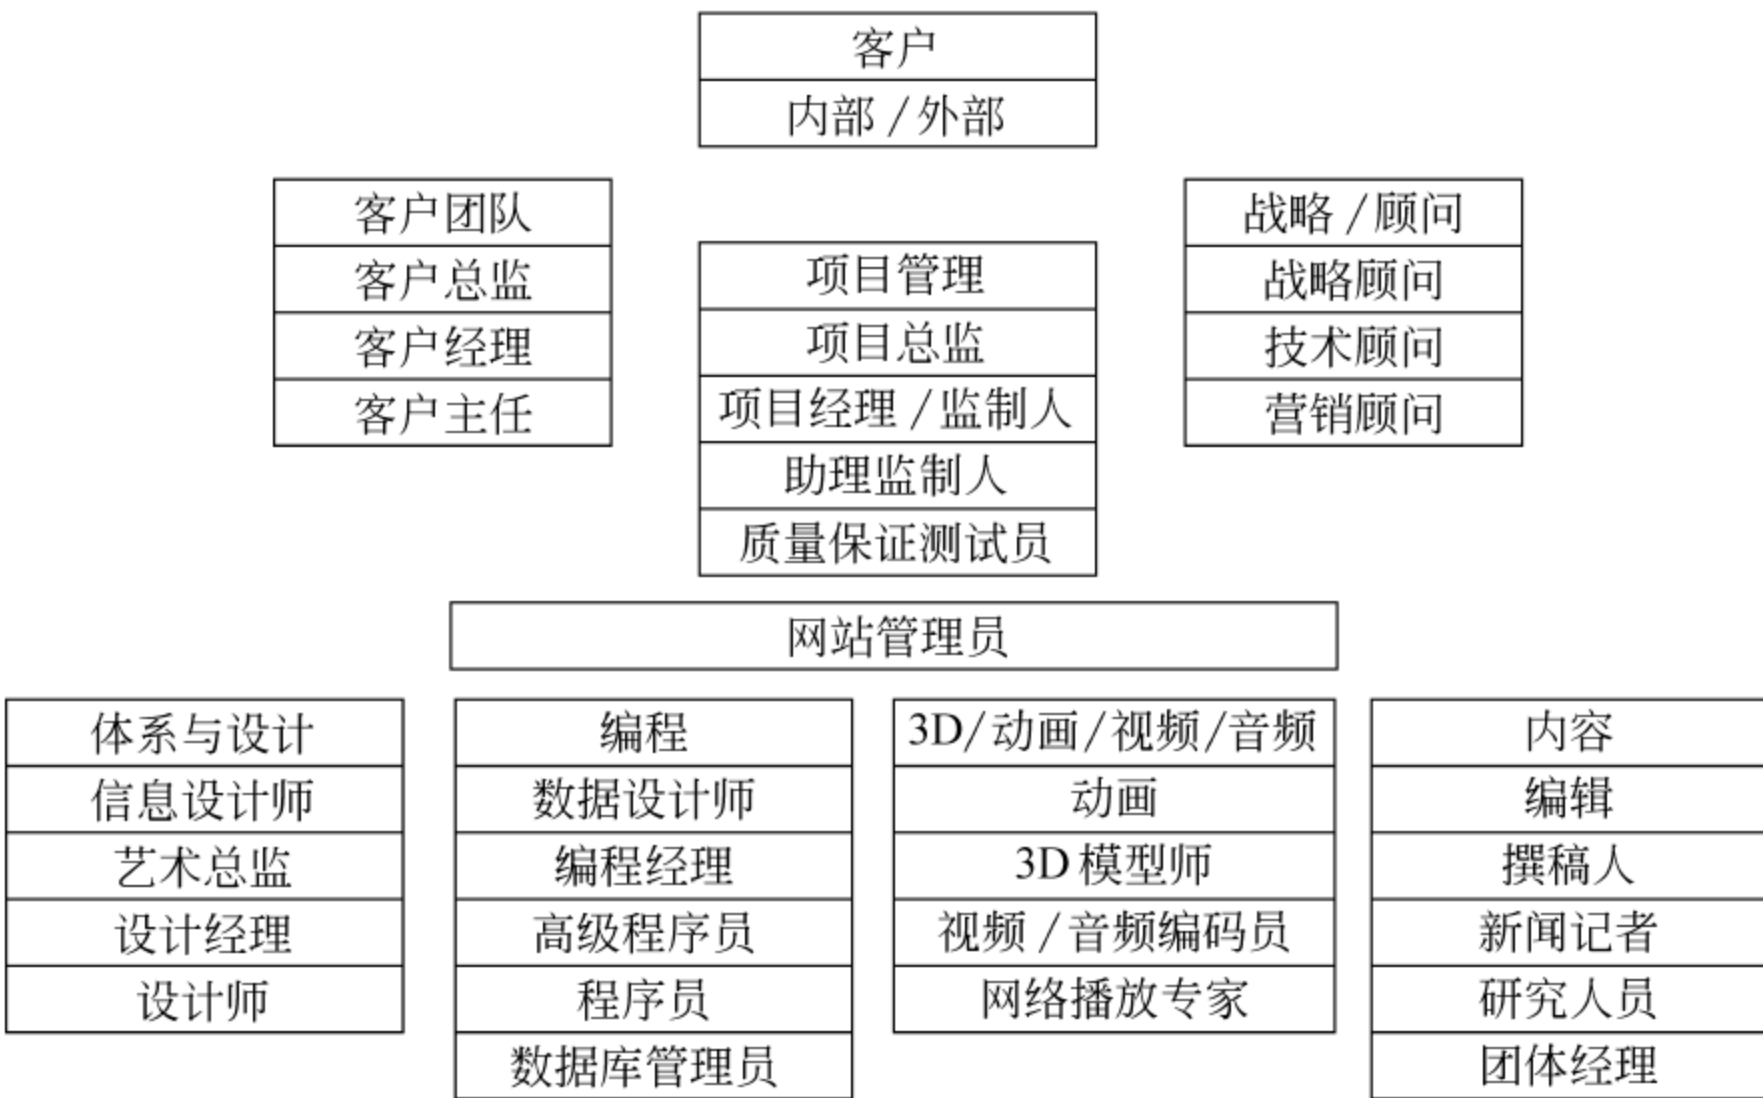 客户
内部/外部
客户团队
客户总监
客户经理
客户主任
项目管理
项目总监
项目经理/监制人
助理监制人
质量保证测试员
战略/顾问
战略顾问
技术顾问
营销顾问
网站管理员
体系与设计
信息设计师
艺术总监
设计经理
设计师
编程
数据设计师
编程经理
高级程序员
程序员
数据库管理员
3D/动画/视频/音频
动画
3D模型师
视频/音频编码员
网络播放专家
内容
编辑
撰稿人
新闻记者
研究人员
团体经理